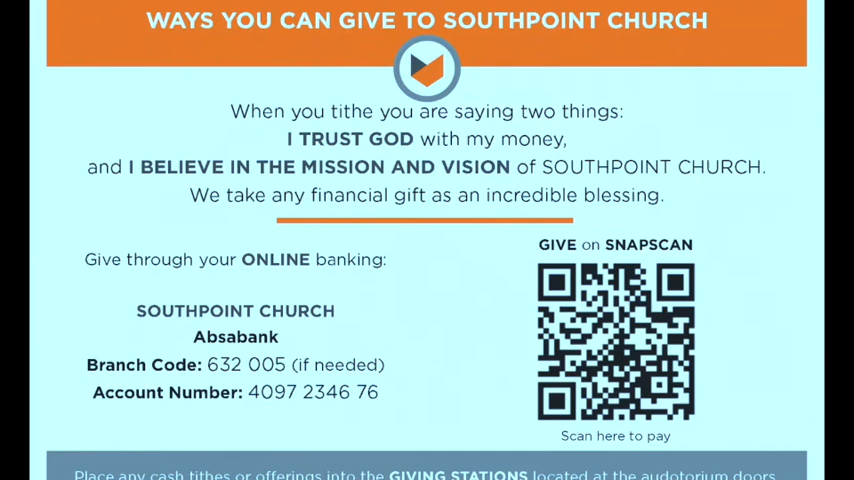 WAYS YOU CAN GIVE TO SOUTHPOINT CHURCH
When you tithe you are saying two things:
I TRUST GOD with my money,
and I BELIEVE IN THE MISSION AND VISION of SOUTHPOINT CHURCH.
We take any financial gift as an incredible blessing.
Give through your ONLINE banking:
SOUTHPOINT CHURCH
Absabank
Branch Code: 632 005 (if needed)
Account Number: 4097 2346 76
GIVE on SNAPSCAN
Scan here to pay
Place any cash tithes or offerings into the GIVING STATIONS located at the audotorium doors